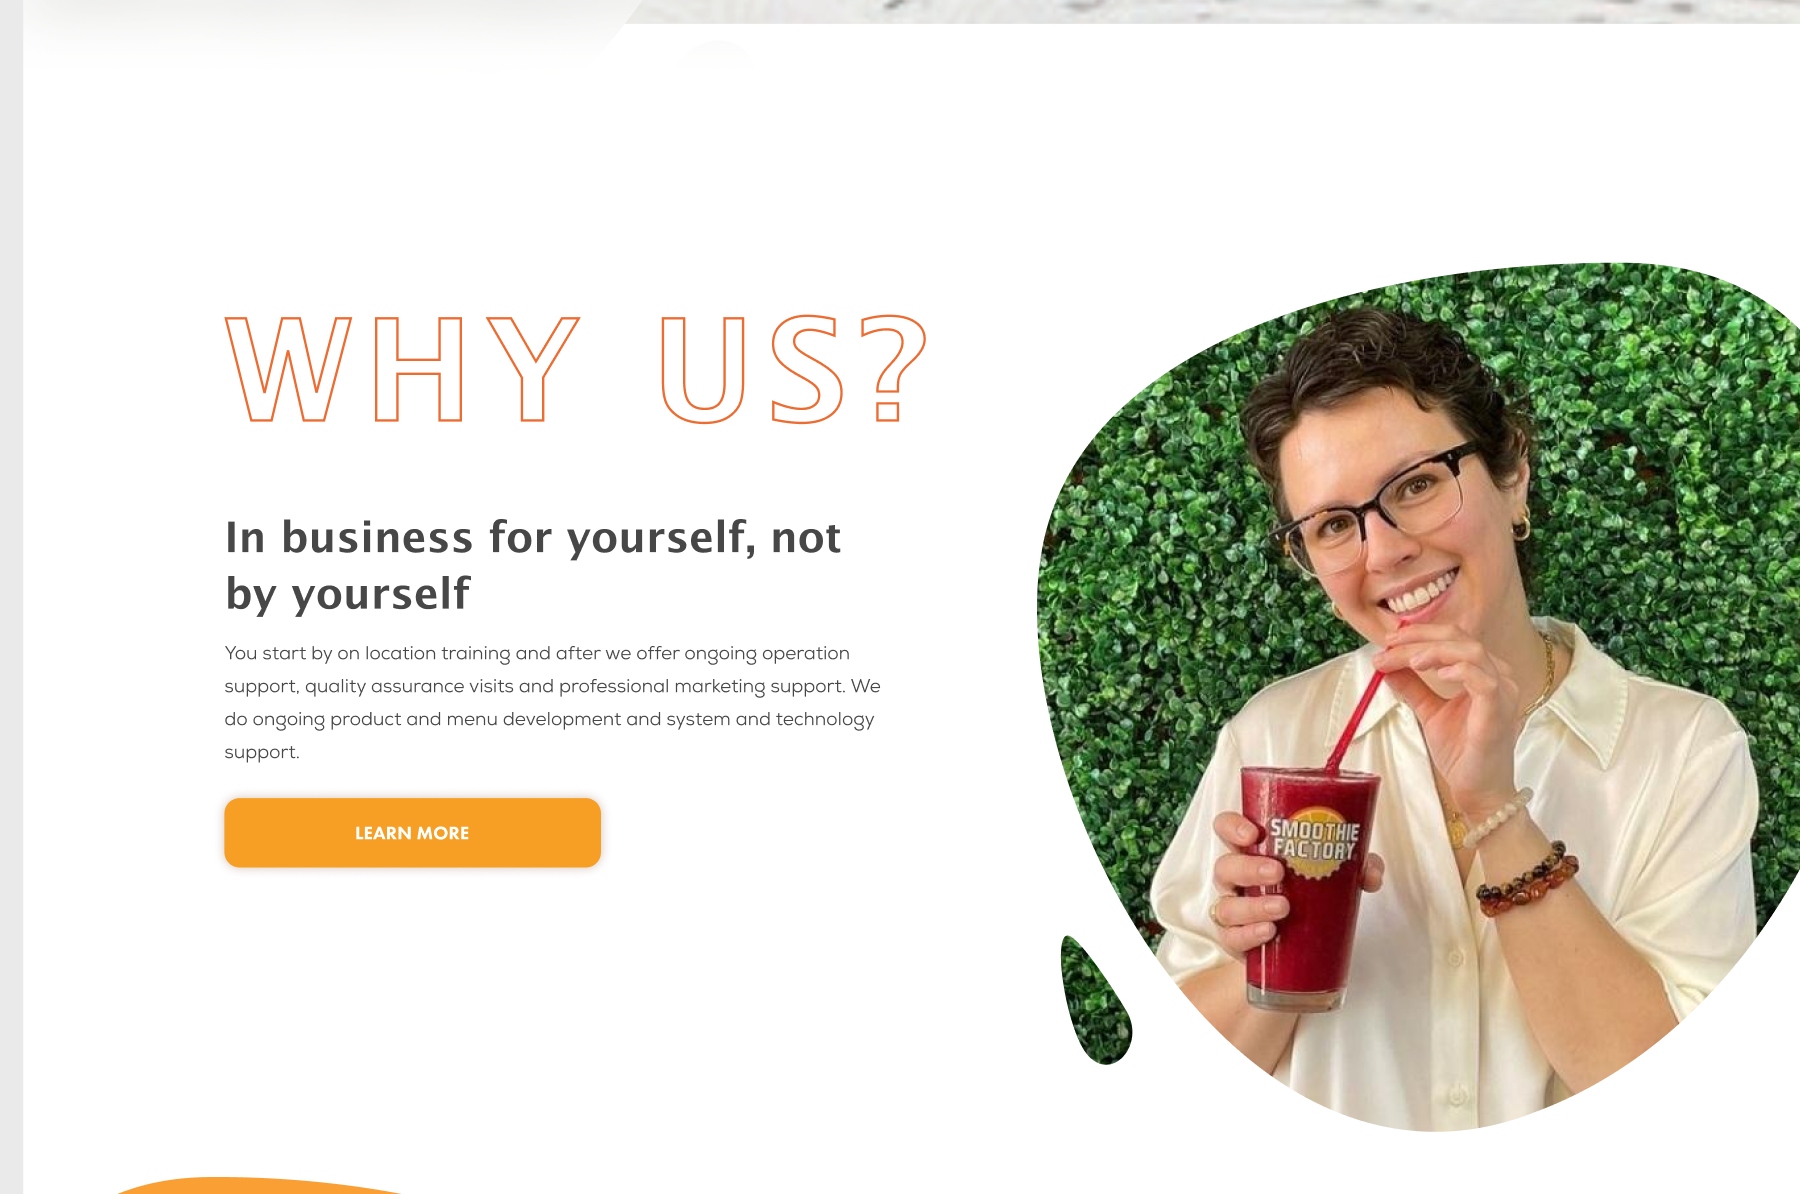 WHY US?
In business for yourself, not
by yourself
You start by on location training and after we offer ongoing operation
support, quality assurance visits and professional marketing support. We
do ongoing product and menu development and system and technology
support.
LEARN MORE
SMOOTHIE
FACTORY